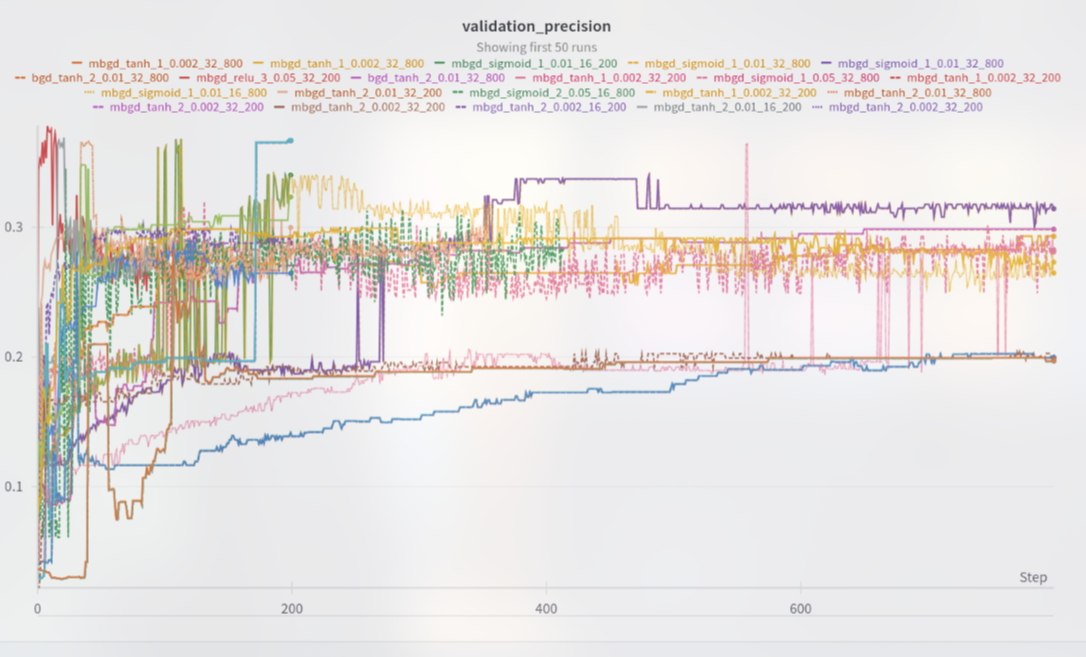 validation_precision
Showing first 50 runs
mbgd_tanh_1_0.002_32_800 mbgd_tanh_1_0.002_32_800 mbgd_sigmoid_1_0.01_16_200 mbgd_sigmoid_1_0.01_32_800 mbgd_sigmoid_1_0.01_32_800
bgd_tanh_2_0.01_32_800 mbgd_relu_3_0.05_32_200 bgd_tanh_2_0.01_32_800 mbgd_tanh_1_0.002_32_200 mbgd_sigmoid_1_0.05_32_800 mbgd_tanh_1_0.002_32_200
mbgd_sigmoid_1_0.01_16_800 mbgd_tanh_2_0.01_32_200 mbgd_sigmoid_2_0.05_16_800 mbgd_tanh_1_0.002_32_200 mbgd_tanh_2_0.01_32_800
mbgd_tanh_2_0.002_32_200 mbgd_tanh_2_0.002_32_200 mbgd_tanh_2_0.002_16_200 mbgd_tanh_2_0.01_16_200 mbgd_tanh_2_0.002_32_200
0.3
0.2
0.1
Step
0 200 400 600